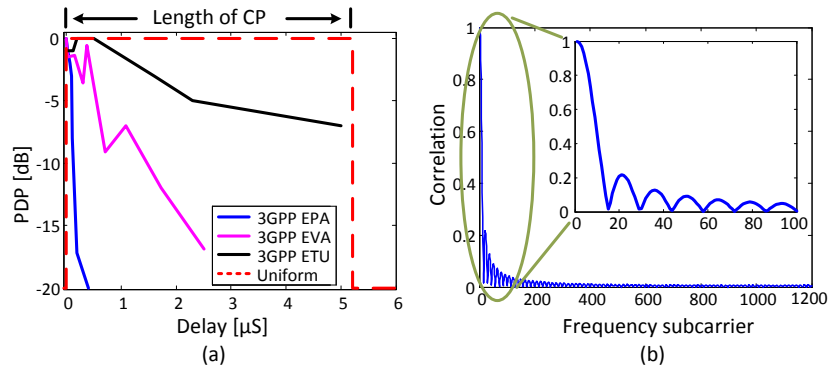 Length of CP
PDP [dB]
0
-5
-10
-15
-20
3GPP EPA
3GPP EVA
3GPP ETU
Uniform
0 1 2 3 4 5 6
Delay [µS]
(a)
Correlation
1
0.8
0.6
0.4
0.2
0
0 200 400 600 800 1000 1200
1
0.8
0.6
0.4
0.2
0
0 20 40 60 80 100
Frequency subcarrier
(b)